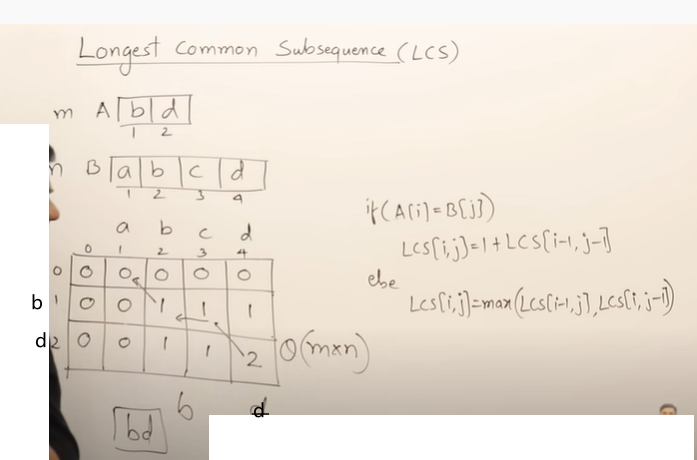 Longest Common Subsequence (LCS)
m A b d
1 2
n B a b c d
1 2 3 4
a b c d
0 1 2 3 4
0 0 0 0 0 0
b 1 0 0 1 1 1
d 2 0 0 1 1 2
θ(m×n)
b d
bd
if(A[i]=B[j])
LCS[i,j]=1+LCS[i-1,j-1]
else
LCS[i,j]=max(LCS[i-1,j],LCS[i,j-1])